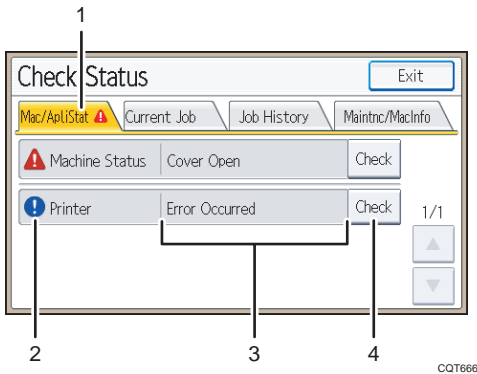 1
Check Status
Exit
Mac/ApliStat Current Job Job History Maintnc/MacInfo
Machine Status Cover Open Check
Printer Error Occurred Check
1/1
2 3 4
CQT666